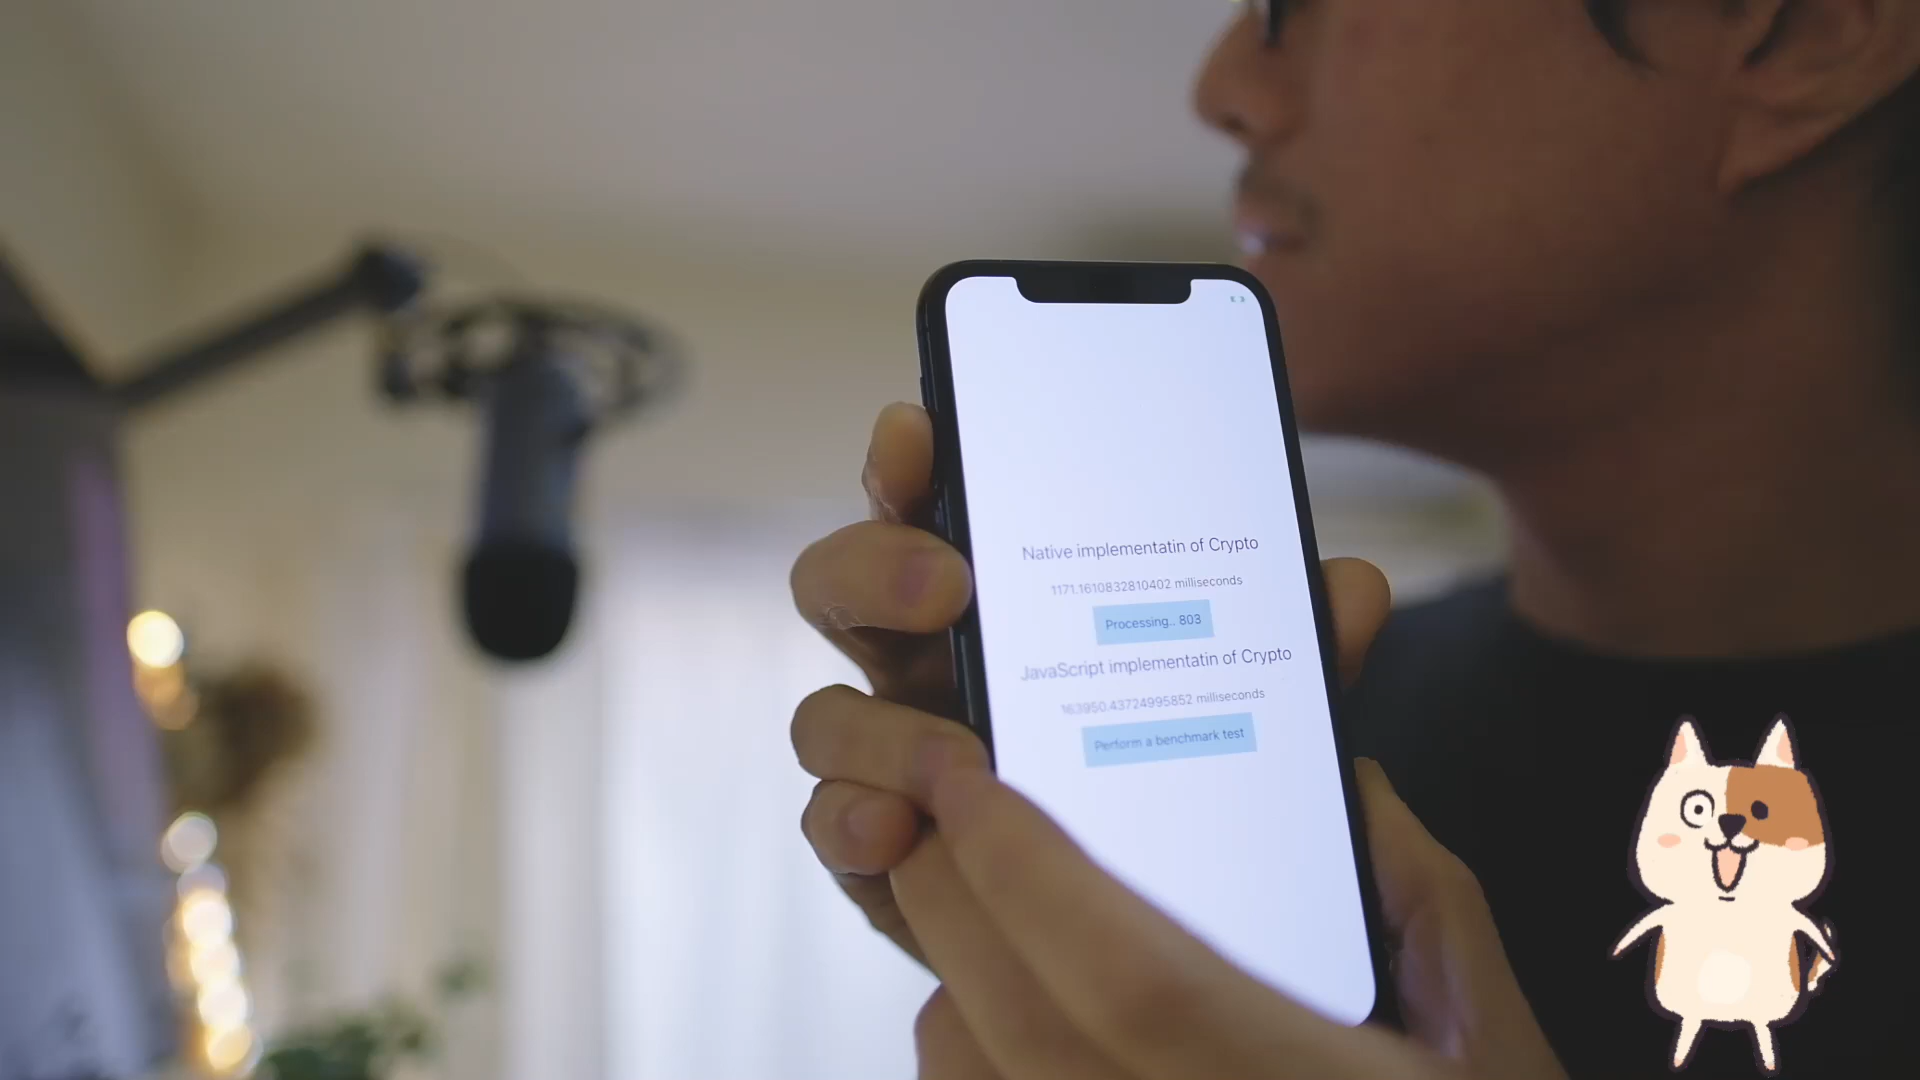 Native implementatin of Crypto
1171.1610832810402 milliseconds
Processing.. 803
JavaScript implementatin of Crypto
163950.43724995852 milliseconds
Perform a benchmark test